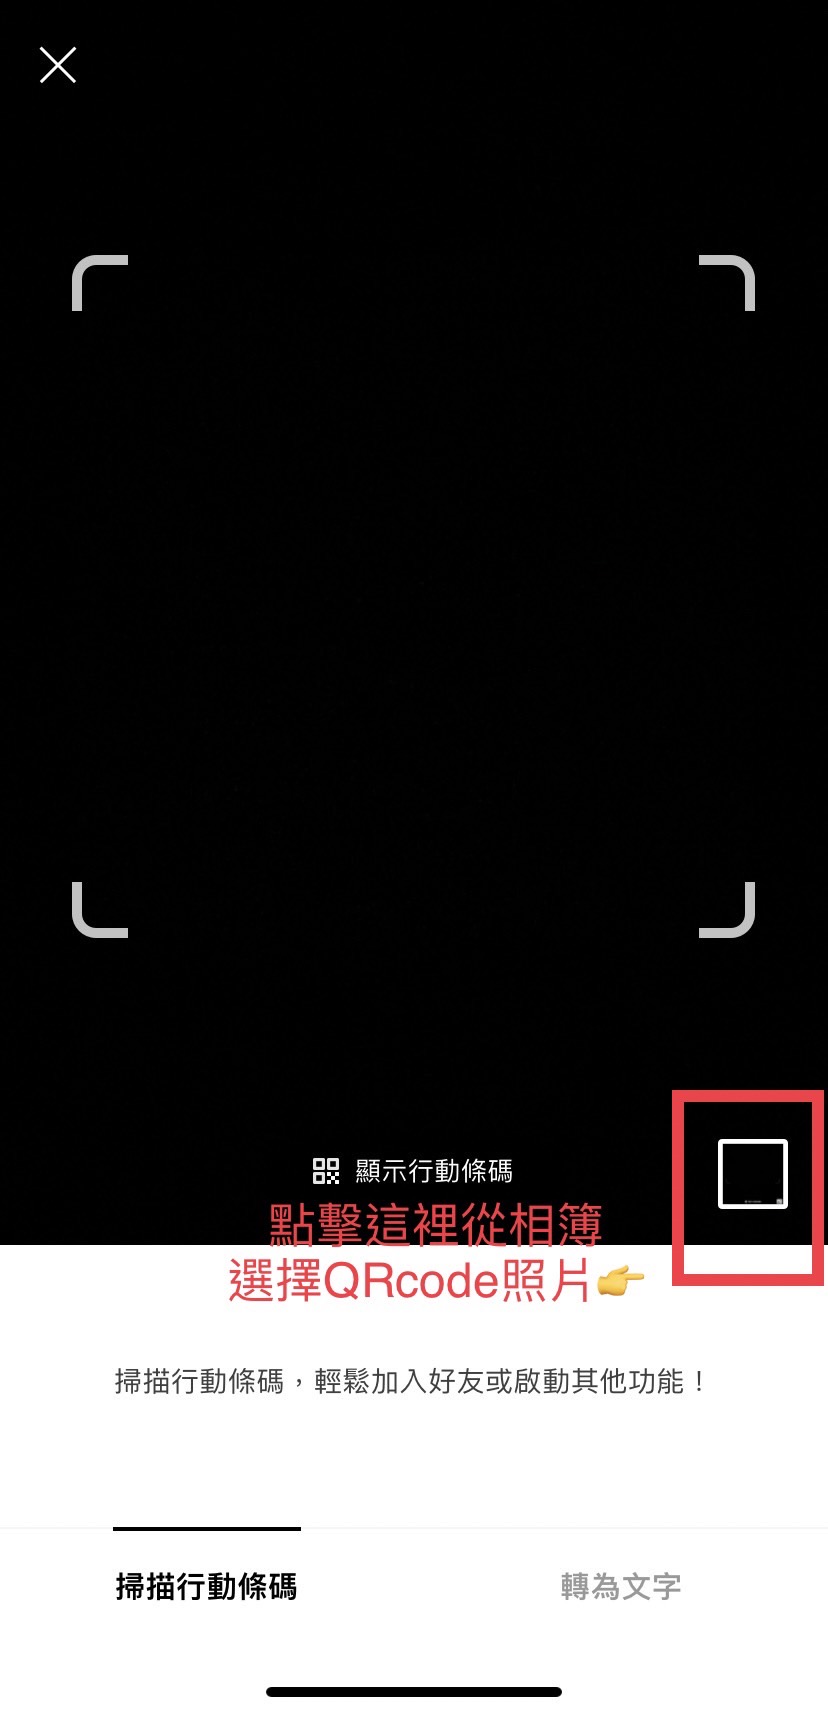 顯示行動條碼
點擊這裡從相簿
選擇QRcode照片👉
掃描行動條碼，輕鬆加入好友或啟動其他功能！
掃描行動條碼
轉為文字